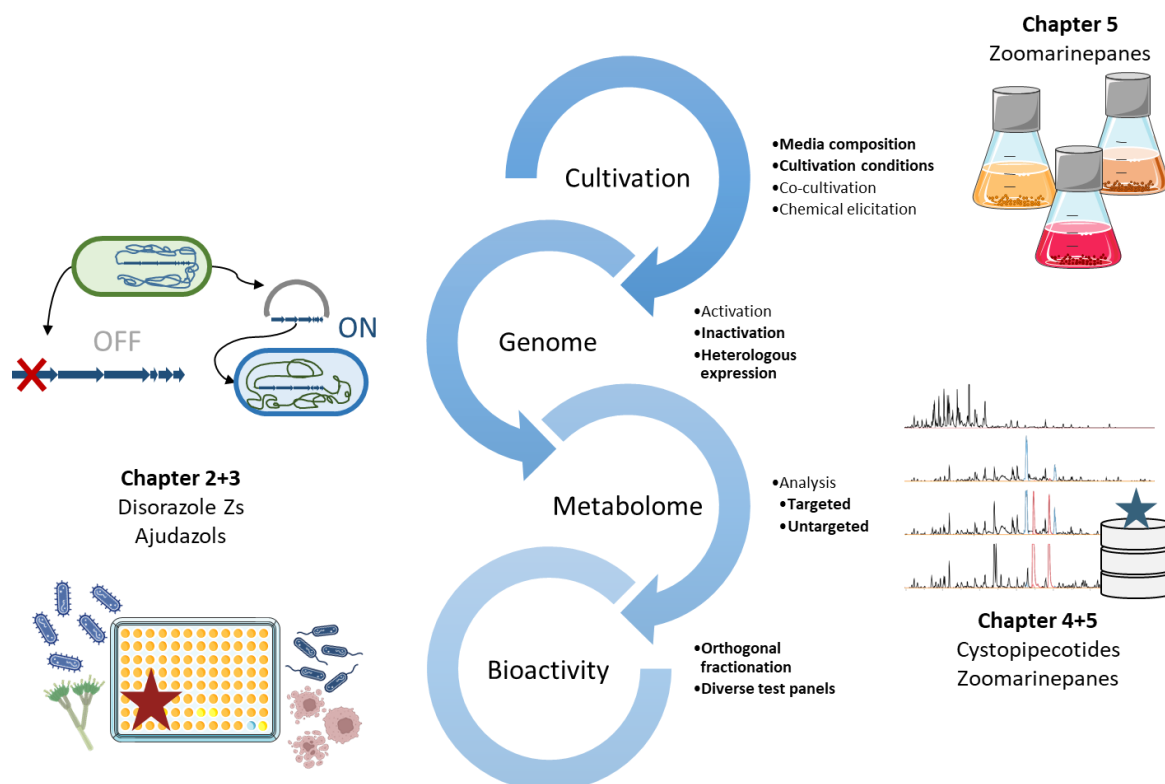 Chapter 5
Zoomarinepanes
Cultivation
•Media composition
•Cultivation conditions
•Co-cultivation
•Chemical elicitation
OFF
ON
Genome
•Activation
•Inactivation
•Heterologous
expression
Chapter 2+3
Disorazole Zs
Ajudazols
Metabolome
•Analysis
•Targeted
•Untargeted
Chapter 4+5
Cystopipecotides
Zoomarinepanes
Bioactivity
•Orthogonal
fractionation
•Diverse test panels